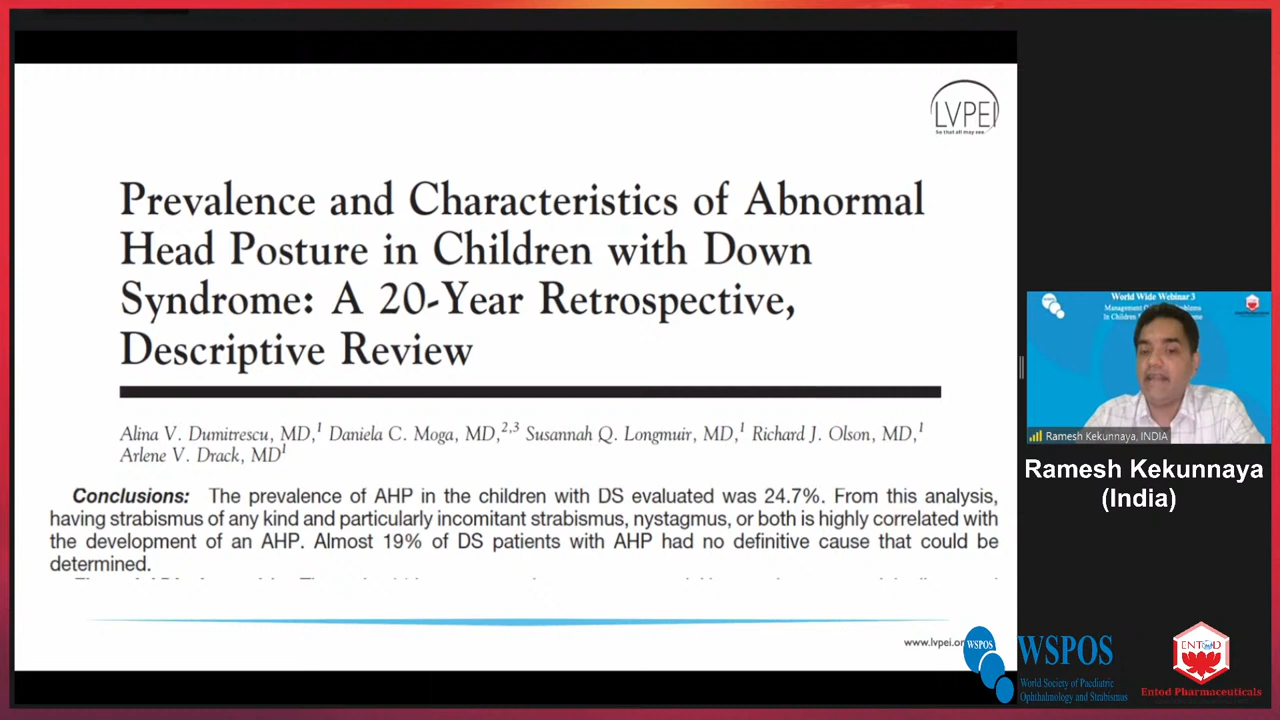 LVPEI
So that all may see
Prevalence and Characteristics of Abnormal
Head Posture in Children with Down
Syndrome: A 20-Year Retrospective,
Descriptive Review
Alina V. Dumitrescu, MD,1 Daniela C. Moga, MD,2,3 Susannah Q. Longmuir, MD,1 Richard J. Olson, MD,1
Arlene V. Drack, MD1
Conclusions: The prevalence of AHP in the children with DS evaluated was 24.7%. From this analysis,
having strabismus of any kind and particularly incomitant strabismus, nystagmus, or both is highly correlated with
the development of an AHP. Almost 19% of DS patients with AHP had no definitive cause that could be
determined.
www.lvpei.or
World Wide Webinar 3
Management
In Children
Ramesh Kekunnaya, INDIA
Ramesh Kekunnaya
(India)
WSPOS
WSPOS
World Society of Paediatric
Ophthalmology and Strabismus
ENTOD
Entod Pharmaceuticals